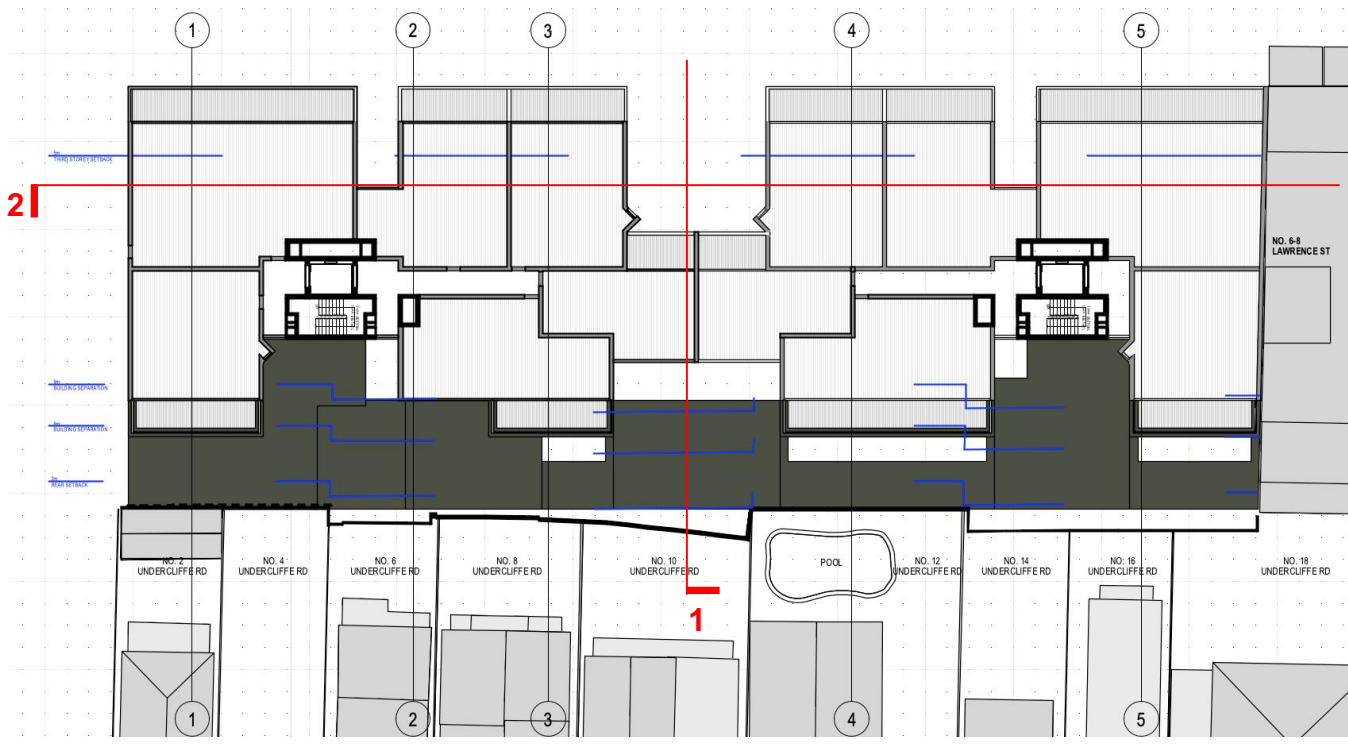 1
2
3
4
5
THIRD STOREY SETBACK
2
NO. 6-8
LAWRENCE ST
BUILDING SEPARATION
BUILDING SEPARATION
REAR SETBACK
NO. 2
UNDERCLIFFE RD
NO. 4
UNDERCLIFFE RD
NO. 6
UNDERCLIFFE RD
NO. 8
UNDERCLIFFE RD
NO. 10
UNDERCLIFFE RD
POOL
NO. 12
UNDERCLIFFE RD
NO. 14
UNDERCLIFFE RD
NO. 16
UNDERCLIFFE RD
NO. 18
UNDERCLIFFE RD
1
1
2
3
4
5